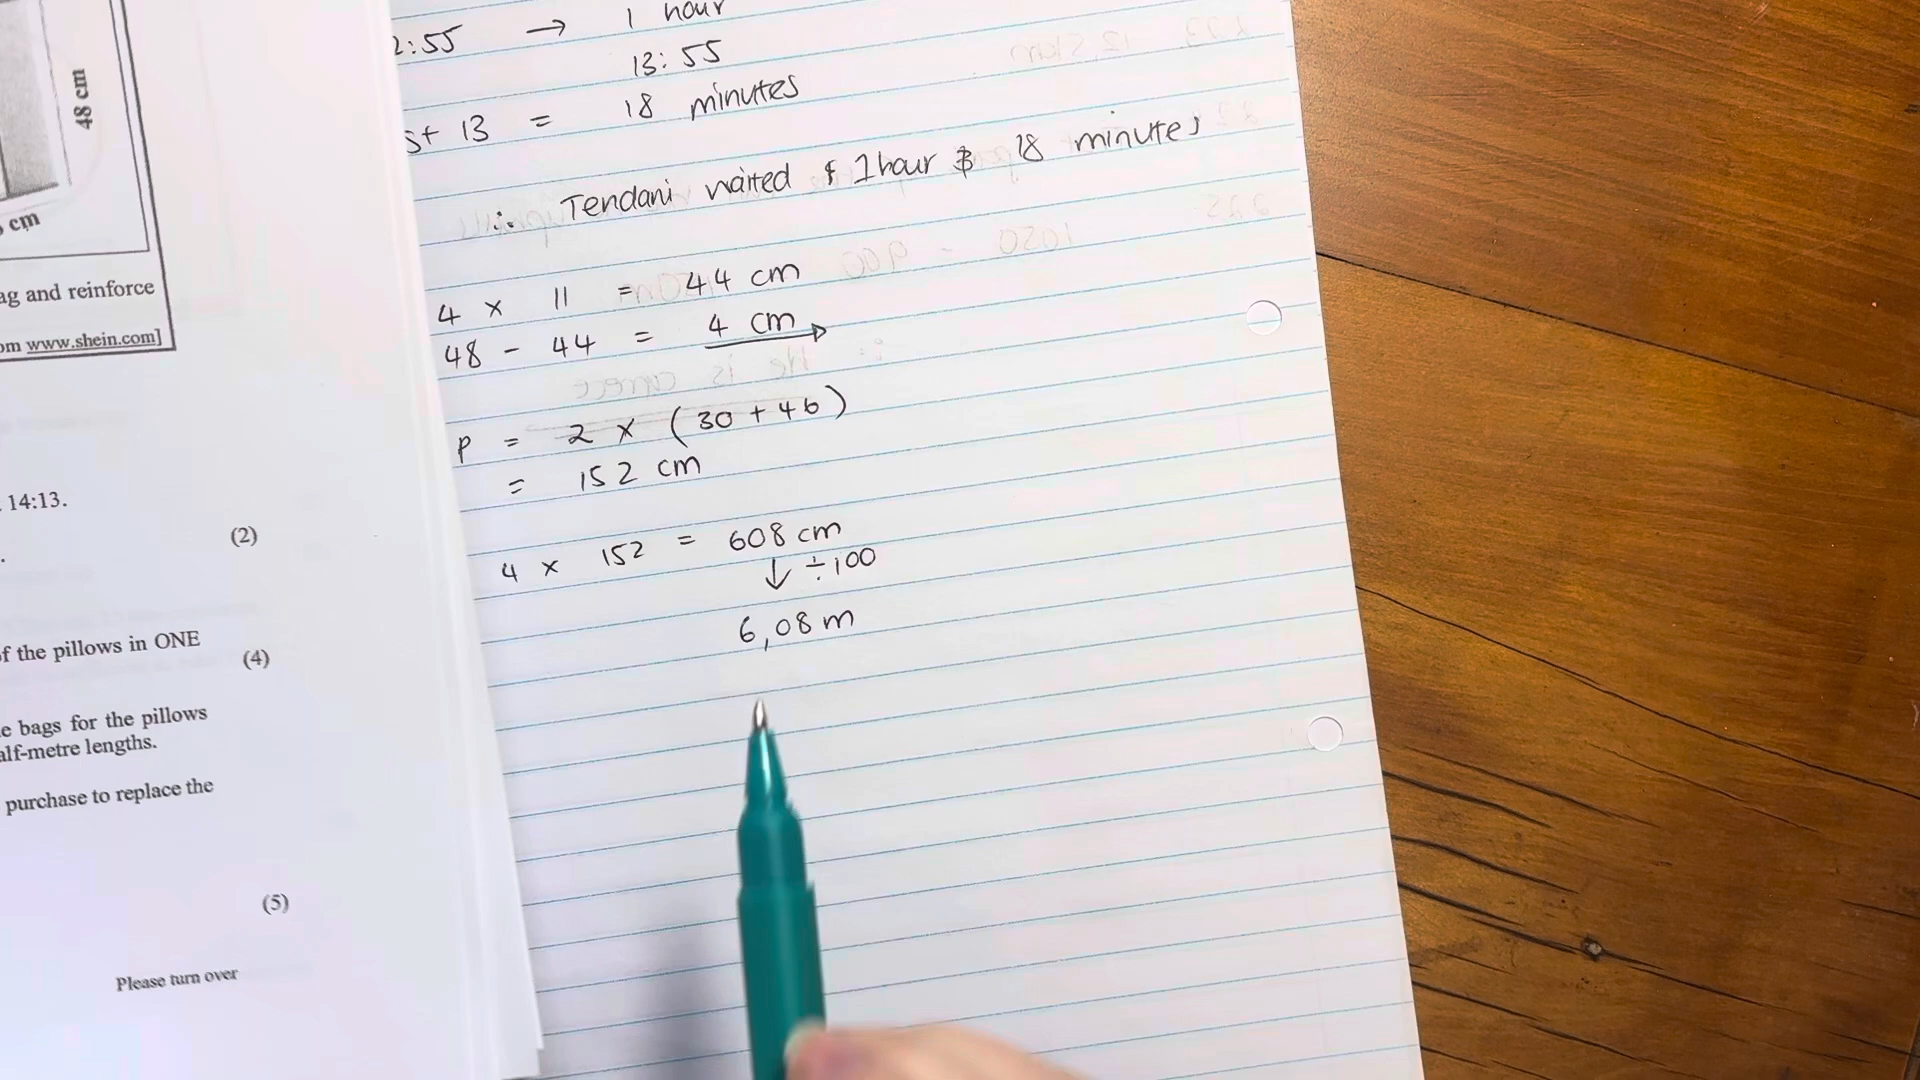 48 cm
cm
ag and reinforce
om www.shein.com]
14:13.
(2)
f the pillows in ONE
(4)
e bags for the pillows
alf-metre lengths.
purchase to replace the
(5)
Please turn over
2:55 → 1 hour
13:55
5+ 13 = 18 minutes
∴ Tendani waited 1 hour 18 minutes
4 x 11 = 44 cm
48 - 44 = 4 cm
P = 2 x (30 + 46)
= 152 cm
4 x 152 = 608 cm
↓ ÷100
6,08 m